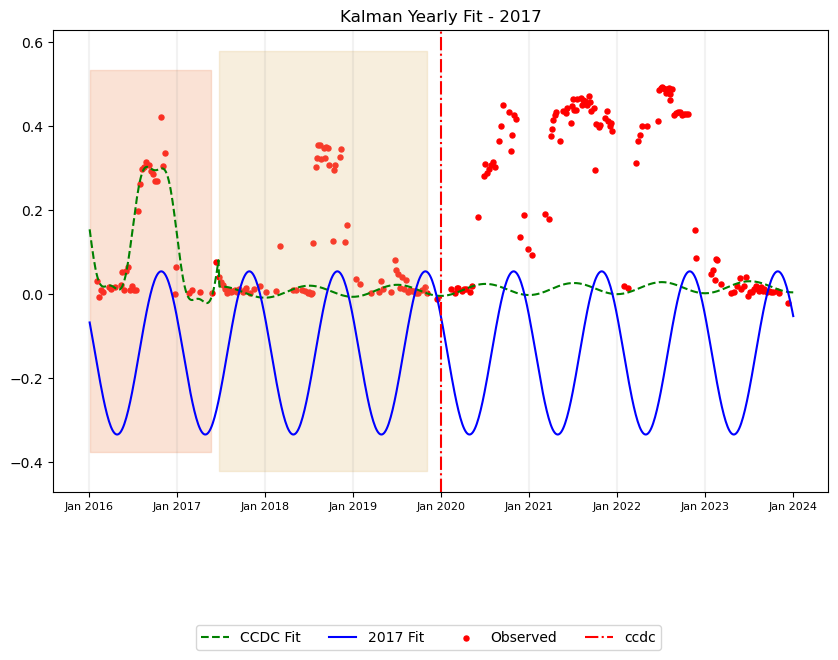 Kalman Yearly Fit - 2017
0.6
0.4
0.2
0.0
−0.2
−0.4
Jan 2016 Jan 2017 Jan 2018 Jan 2019 Jan 2020 Jan 2021 Jan 2022 Jan 2023 Jan 2024
CCDC Fit 2017 Fit Observed ccdc